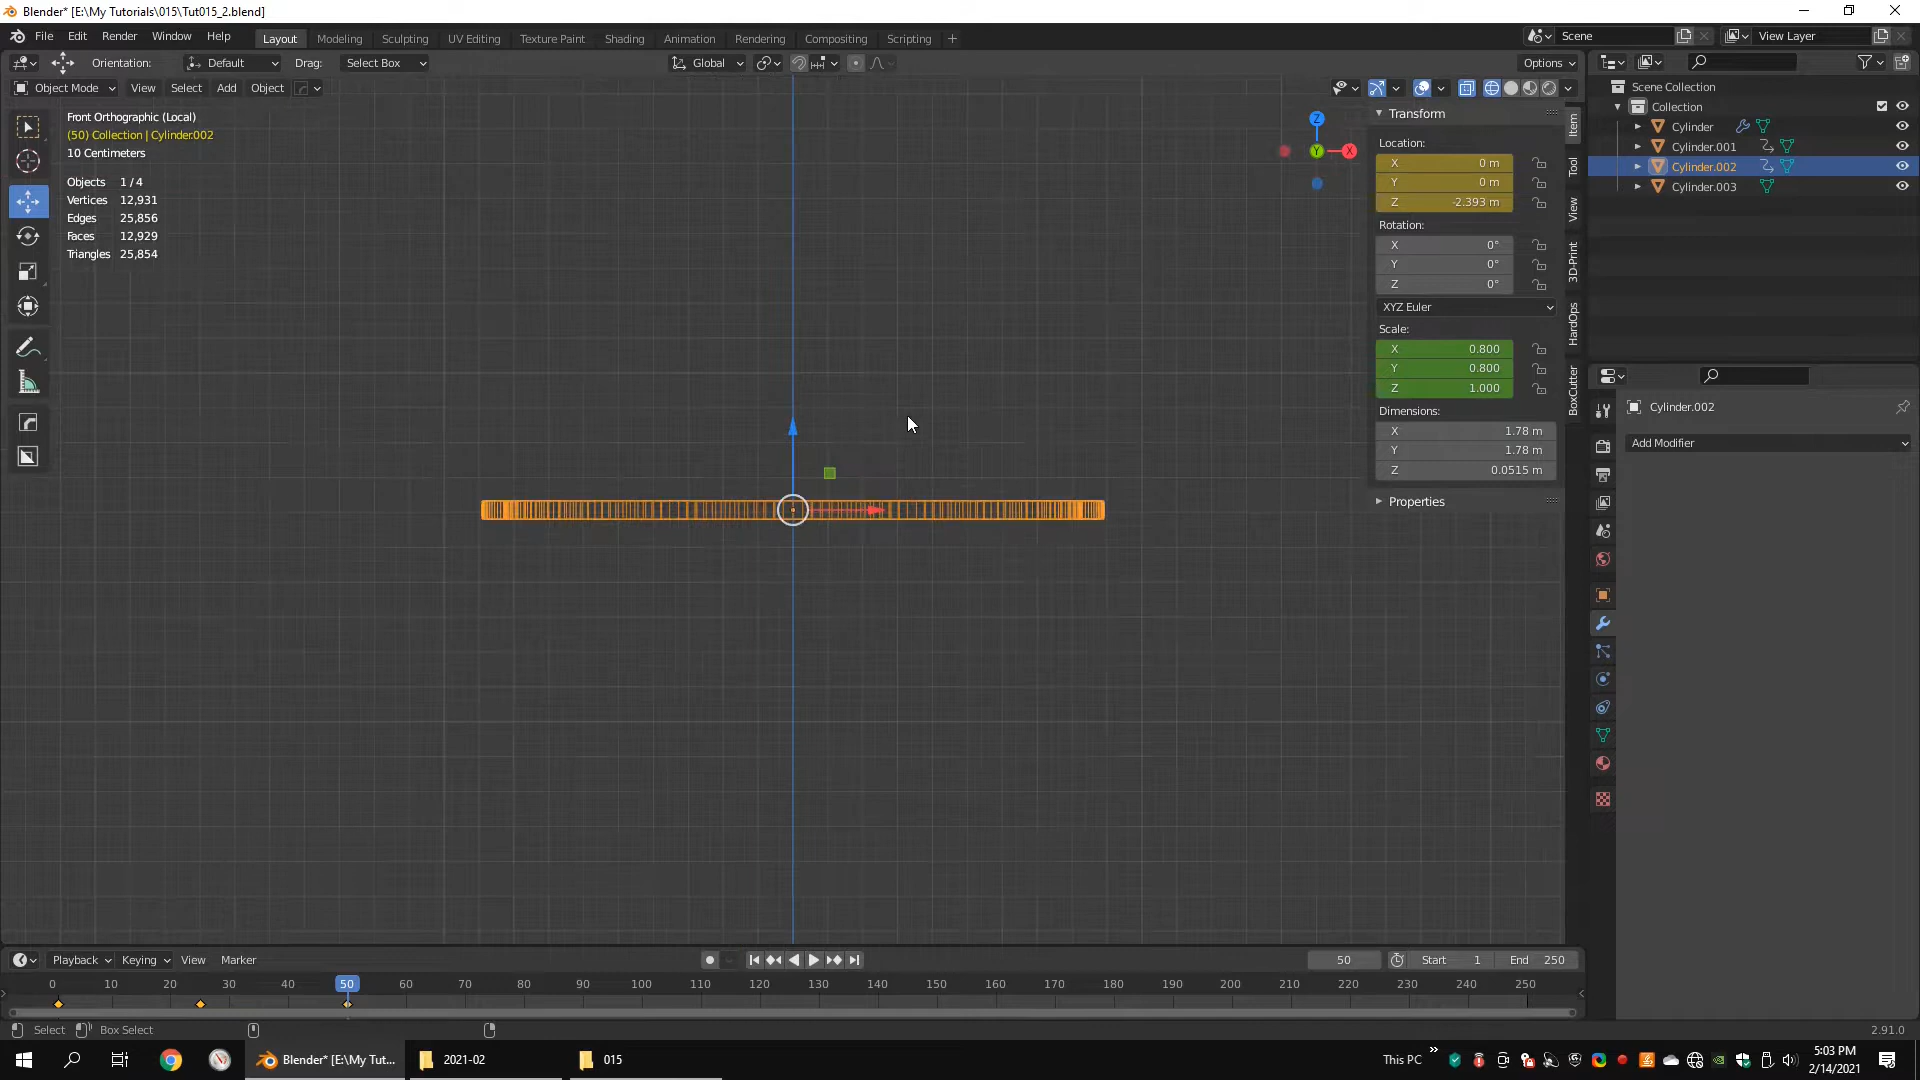 Blender* [E:\My Tutorials\015\Tut015_2.blend]
File Edit Render Window Help Layout Modeling Sculpting UV Editing Texture Paint Shading Animation Rendering Compositing Scripting + Scene View Layer
Orientation: Default Drag: Select Box Global Options
Object Mode View Select Add Object
Front Orthographic (Local)
(50) Collection | Cylinder.002
10 Centimeters
Objects 1 / 4
Vertices 12,931
Edges 25,856
Faces 12,929
Triangles 25,854
Z
Y
X
Transform
Location:
X 0 m
Y 0 m
Z -2.393 m
Rotation:
X 0°
Y 0°
Z 0°
XYZ Euler
Scale:
X 0.800
Y 0.800
Z 1.000
Dimensions:
X 1.78 m
Y 1.78 m
Z 0.0515 m
Properties
Item
Tool
View
3D-Print
HardOps
BoxCutter
Scene Collection
Collection
Cylinder
Cylinder.001
Cylinder.002
Cylinder.003
Cylinder.002
Add Modifier
Playback Keying View Marker 50 Start 1 End 250
0 10 20 30 40 50 60 70 80 90 100 110 120 130 140 150 160 170 180 190 200 210 220 230 240 250
Select Box Select 2.91.0
Blender* [E:\My Tut... 2021-02 015 This PC
5:03 PM
2/14/2021